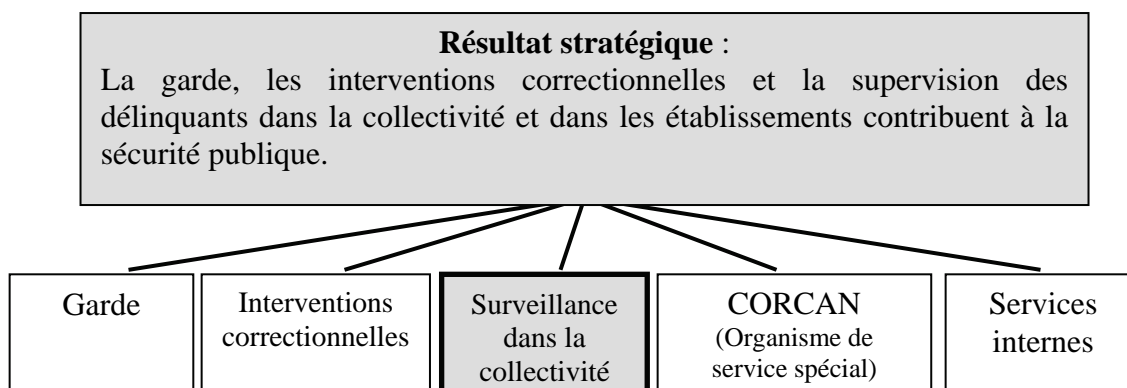 Résultat stratégique :
La garde, les interventions correctionnelles et la supervision des
délinquants dans la collectivité et dans les établissements contribuent à la
sécurité publique.
Garde
Interventions
correctionnelles
Surveillance
dans la
collectivité
CORCAN
(Organisme de
service spécial)
Services
internes